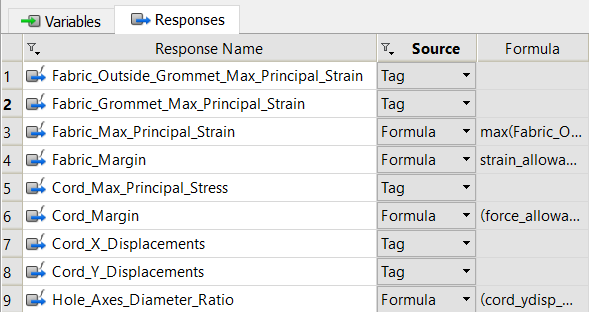 Variables Responses
Response Name Source Formula
1 Fabric_Outside_Grommet_Max_Principal_Strain Tag
2 Fabric_Grommet_Max_Principal_Strain Tag
3 Fabric_Max_Principal_Strain Formula max(Fabric_O...
4 Fabric_Margin Formula strain_allowa...
5 Cord_Max_Principal_Stress Tag
6 Cord_Margin Formula (force_allowa...
7 Cord_X_Displacements Tag
8 Cord_Y_Displacements Tag
9 Hole_Axes_Diameter_Ratio Formula (cord_ydisp_...